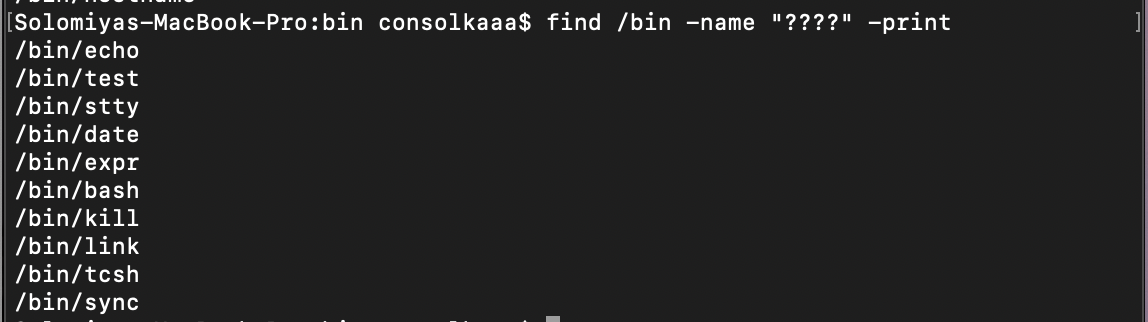 [Solomiyas-MacBook-Pro:bin consolkaaa$ find /bin -name "????" -print ]
/bin/echo
/bin/test
/bin/stty
/bin/date
/bin/expr
/bin/bash
/bin/kill
/bin/link
/bin/tcsh
/bin/sync